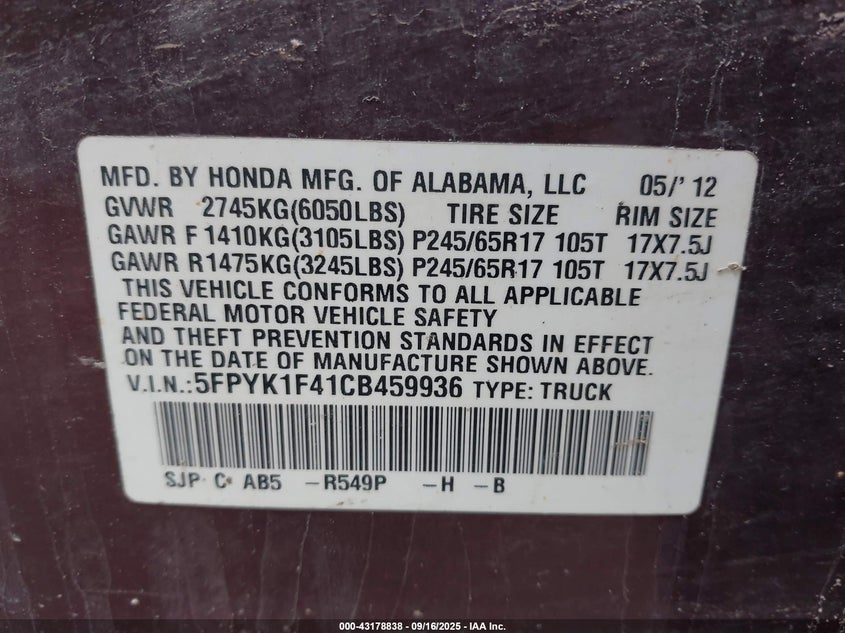 MFD. BY HONDA MFG. OF ALABAMA, LLC 05/' 12
GVWR 2745KG(6050LBS) TIRE SIZE RIM SIZE
GAWR F 1410KG(3105LBS) P245/65R17 105T 17X7.5J
GAWR R1475KG(3245LBS) P245/65R17 105T 17X7.5J
THIS VEHICLE CONFORMS TO ALL APPLICABLE
FEDERAL MOTOR VEHICLE SAFETY
AND THEFT PREVENTION STANDARDS IN EFFECT
ON THE DATE OF MANUFACTURE SHOWN ABOVE.
V.I.N.:5FPYK1F41CB459936 TYPE: TRUCK
SJP C AB5 -R549P -H -B
000-43178838 - 09/16/2025 - IAA Inc.